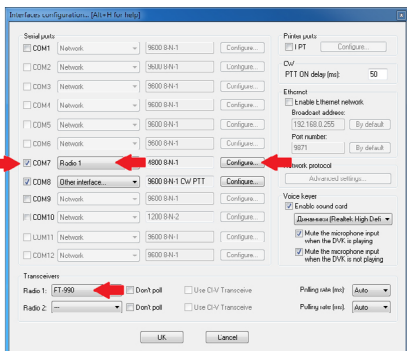 Interfaces configuration... [Alt+H for help]
Serial ports
COM1 Network 9600 8-N-1 Configure...
COM2 Network 9600 8-N-1 Configure...
COM3 Network 9600 8-N-1 Configure...
COM4 Network 9600 8-N-1 Configure...
COM5 Network 9600 8-N-1 Configure...
COM6 Network 9600 8-N-1 Configure...
COM7 Radio 1 4800 8-N-1 Configure...
COM8 Other interface... 9600 8-N-1 CW PTT Configure...
COM9 Network 9600 8-N-1 Configure...
COM10 Network 1200 8-N-2 Configure...
COM11 Network 9600 8-N-1 Configure...
COM12 Network 9600 8-N-1 Configure...
Printer ports
LPT Configure...
CW
PTT ON delay (ms): 50
Ethernet
Enable Ethernet network
Broadcast address:
192.168.0.255 By default
Port number:
9871 By default
Network protocol
Advanced settings...
Voice keyer
Enable sound card
Динамики (Realtek High Defi
Mute the microphone input
when the DVK is playing
Mute the microphone input
when the DVK is not playing
Transceivers
Radio 1: FT-990 Don't poll Use CI-V Transceive Polling rate (ms): Auto
Radio 2: --- Don't poll Use CI-V Transceive Polling rate (ms): Auto
OK Cancel